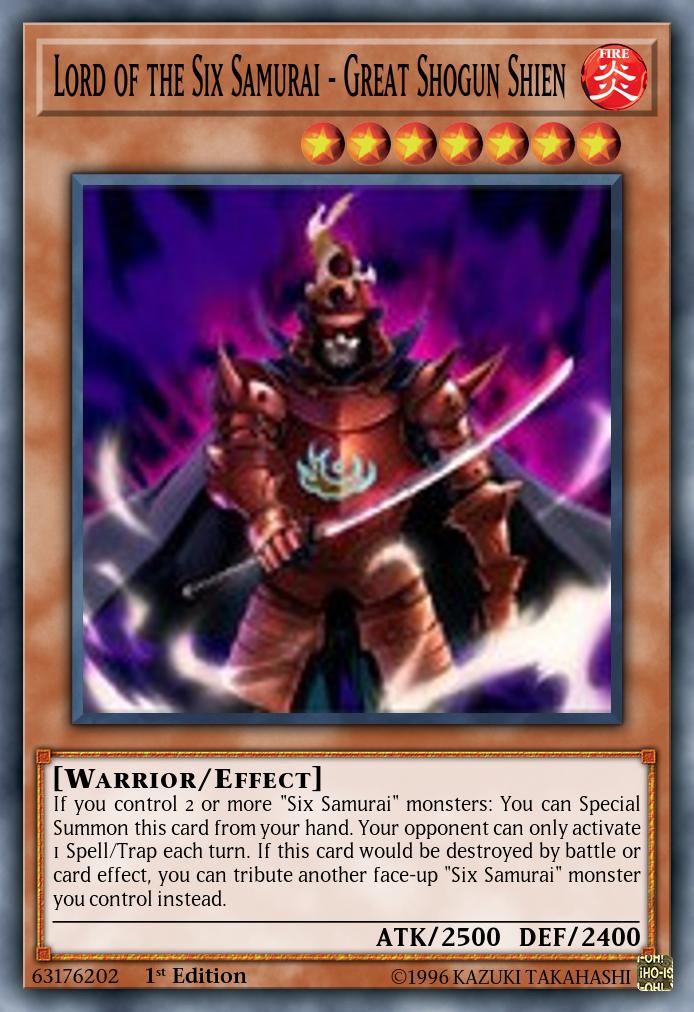 Lord of the Six Samurai - Great Shogun Shien
FIRE
炎
[Warrior/Effect]
If you control 2 or more "Six Samurai" monsters: You can Special
Summon this card from your hand. Your opponent can only activate
1 Spell/Trap each turn. If this card would be destroyed by battle or
card effect, you can tribute another face-up "Six Samurai" monster
you control instead.
ATK/2500 DEF/2400
63176202 1st Edition ©1996 KAZUKI TAKAHASHI